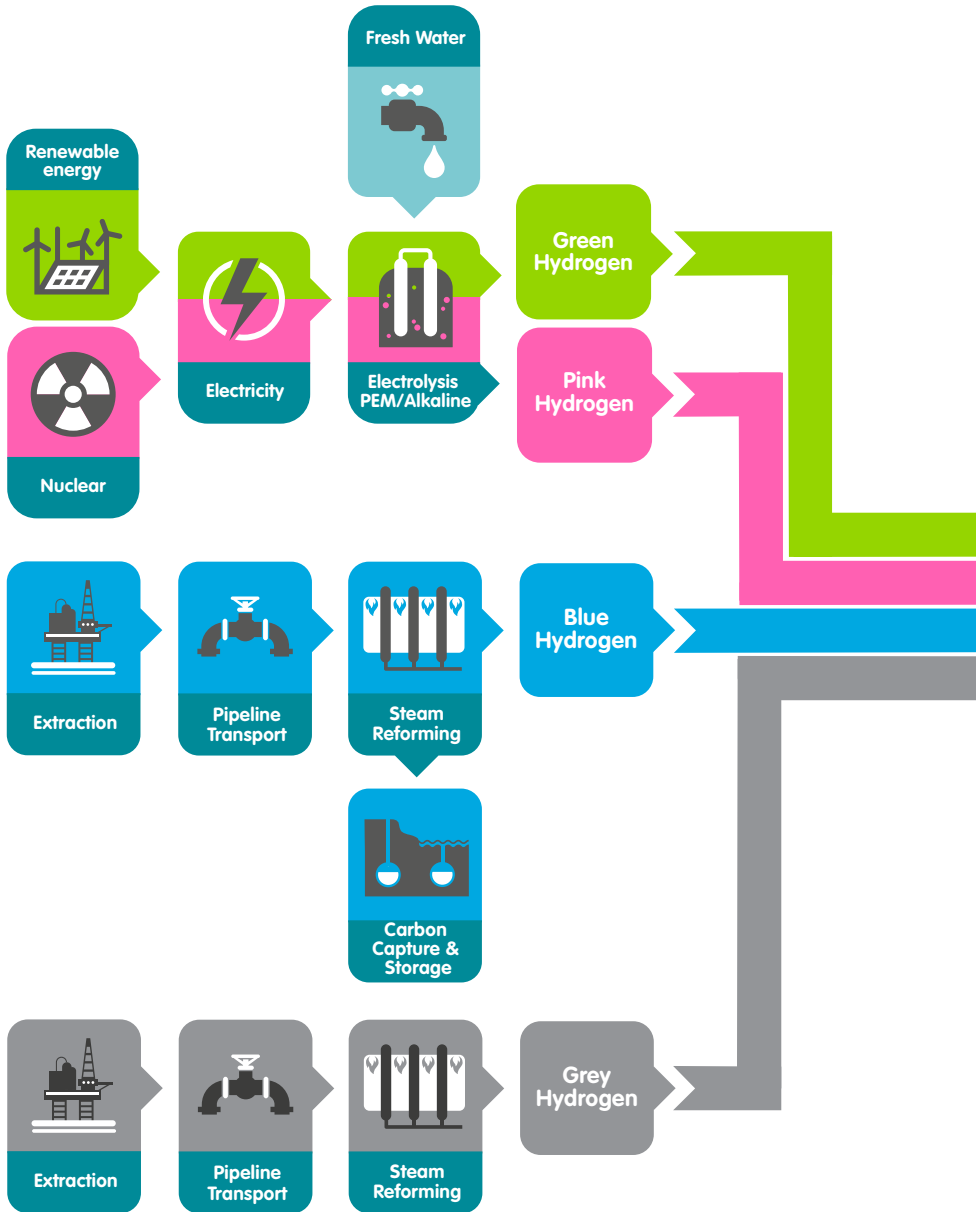 Fresh Water
Renewable
energy
Green
Hydrogen
Electricity
Electrolysis
PEM/Alkaline
Pink
Hydrogen
Nuclear
Extraction
Pipeline
Transport
Steam
Reforming
Blue
Hydrogen
Carbon
Capture &
Storage
Extraction
Pipeline
Transport
Steam
Reforming
Grey
Hydrogen